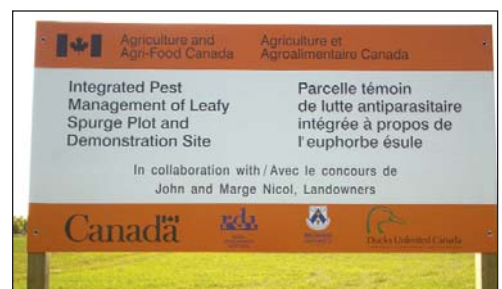 Agriculture and
Agri-Food Canada
Agriculture et
Agroalimentaire Canada
Integrated Pest
Management of Leafy
Spurge Plot and
Demonstration Site
Parcelle témoin
de lutte antiparasitaire
intégrée à propos de
l'euphorbe ésule
In collaboration with / Avec le concours de
John and Marge Nicol, Landowners
Canada
rdi
Ducks Unlimited Canada